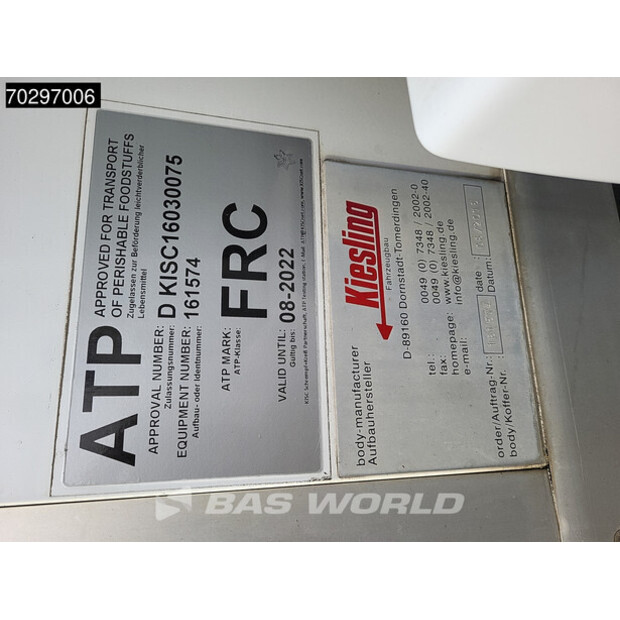 70297006
ATP
APPROVED FOR TRANSPORT
OF PERISHABLE FOODSTUFFS
Zugelassen zur Beförderung leichtverderblicher
Lebensmittel
APPROVAL NUMBER: D KISC16030075
Zulassungsnummer:
EQUIPMENT NUMBER: 161574
Aufbau- oder Identnummer:
ATP MARK: FRC
ATP-Klasse:
VALID UNTIL: 08-2022
Gültig bis:
body-manufacturer
Aufbauhersteller
Kiesling
Fahrzeugbau
D-89160 Dornstadt-Tomerdingen
tel.: 0049 (0) 7348 / 2002-0
fax: 0049 (0) 7348 / 2002-40
homepage: www.kiesling.de
e-mail: info@kiesling.de
order/Auftrag-Nr.: date
body/Koffer-Nr. : Datum:
BAS WORLD